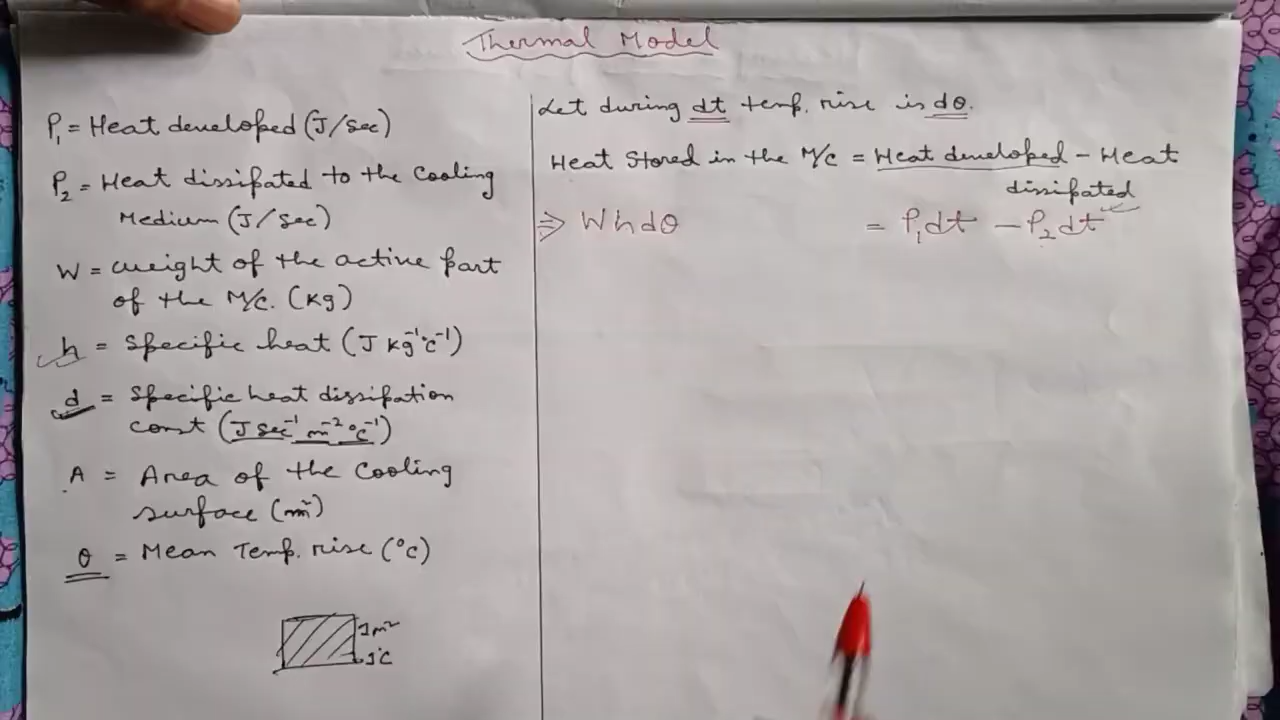 Thermal Model
P₁ = Heat developed (J/sec)
P₂ = Heat dissipated to the cooling
Medium (J/sec)
W = weight of the active part
of the M/c. (Kg)
h = Specific heat (J Kg⁻¹°c⁻¹)
d = Specific heat dissipation
const (J sec⁻¹ m⁻² °c⁻¹)
A = Area of the cooling
surface (m²)
θ = Mean Temp. rise (°c)
1m²
1°C
Let during dt temp. rise is dθ.
Heat Stored in the M/c = Heat developed - Heat
dissipated
⇒ W h dθ = P₁dt - P₂dt